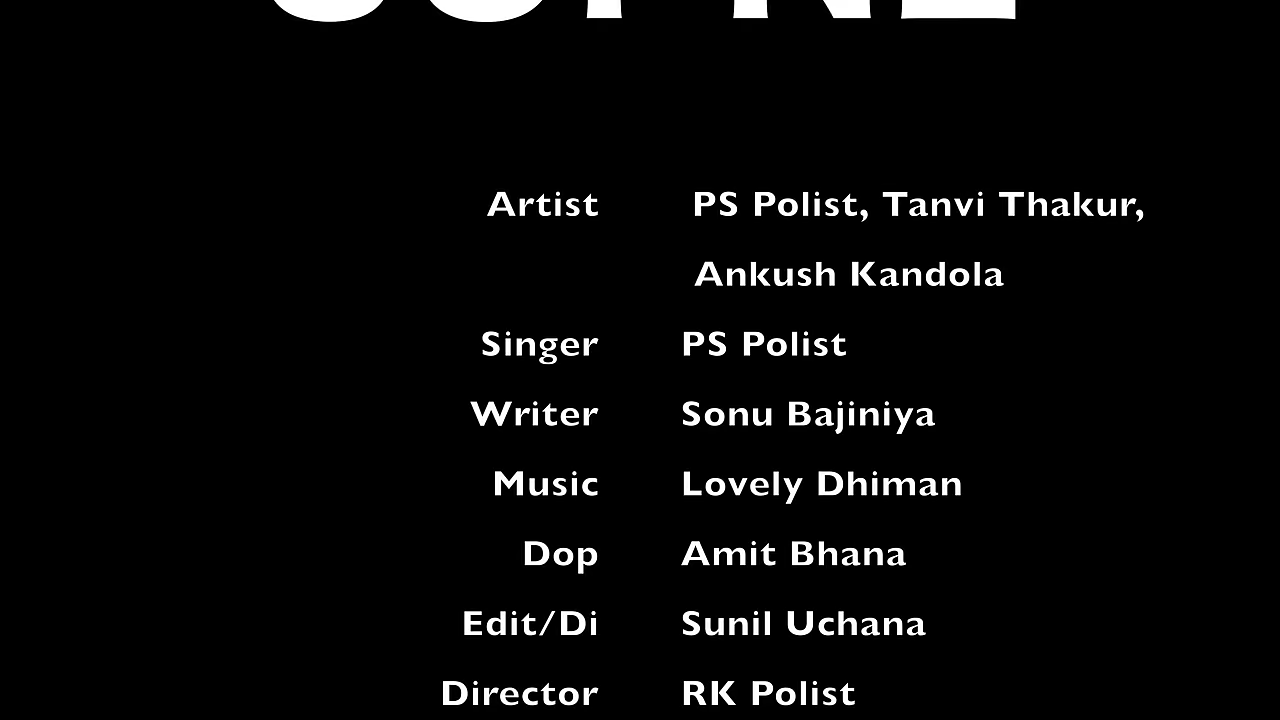 Artist PS Polist, Tanvi Thakur,
Ankush Kandola
Singer PS Polist
Writer Sonu Bajiniya
Music Lovely Dhiman
Dop Amit Bhana
Edit/Di Sunil Uchana
Director RK Polist